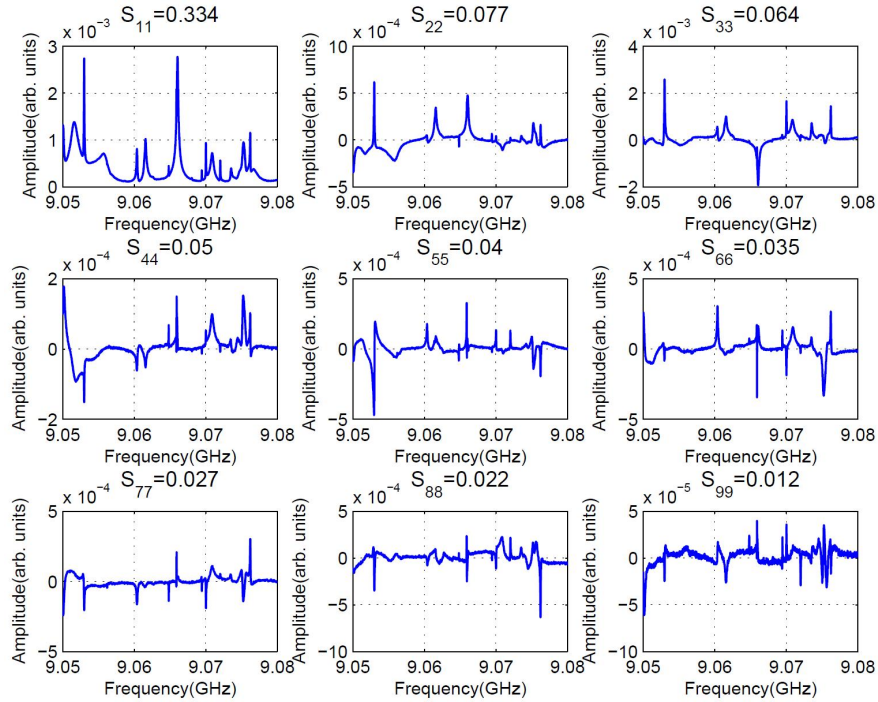 S₁₁=0.334 S₂₂=0.077 S₃₃=0.064
x 10⁻³ x 10⁻⁴ x 10⁻³
3 10 4
2 5 2
1 0 0
0 −5 −2
Amplitude(arb. units) Amplitude(arb. units) Amplitude(arb. units)
9.05 9.06 9.07 9.08 9.05 9.06 9.07 9.08 9.05 9.06 9.07 9.08
Frequency(GHz) Frequency(GHz) Frequency(GHz)
S₄₄=0.05 S₅₅=0.04 S₆₆=0.035
x 10⁻⁴ x 10⁻⁴ x 10⁻⁴
2 5 5
0 0 0
−2 −5 −5
Amplitude(arb. units) Amplitude(arb. units) Amplitude(arb. units)
9.05 9.06 9.07 9.08 9.05 9.06 9.07 9.08 9.05 9.06 9.07 9.08
Frequency(GHz) Frequency(GHz) Frequency(GHz)
S₇₇=0.027 S₈₈=0.022 S₉₉=0.012
x 10⁻⁴ x 10⁻⁴ x 10⁻⁵
5 5 5
0 0 0
−5 −5 −5
−10 −10
Amplitude(arb. units) Amplitude(arb. units) Amplitude(arb. units)
9.05 9.06 9.07 9.08 9.05 9.06 9.07 9.08 9.05 9.06 9.07 9.08
Frequency(GHz) Frequency(GHz) Frequency(GHz)